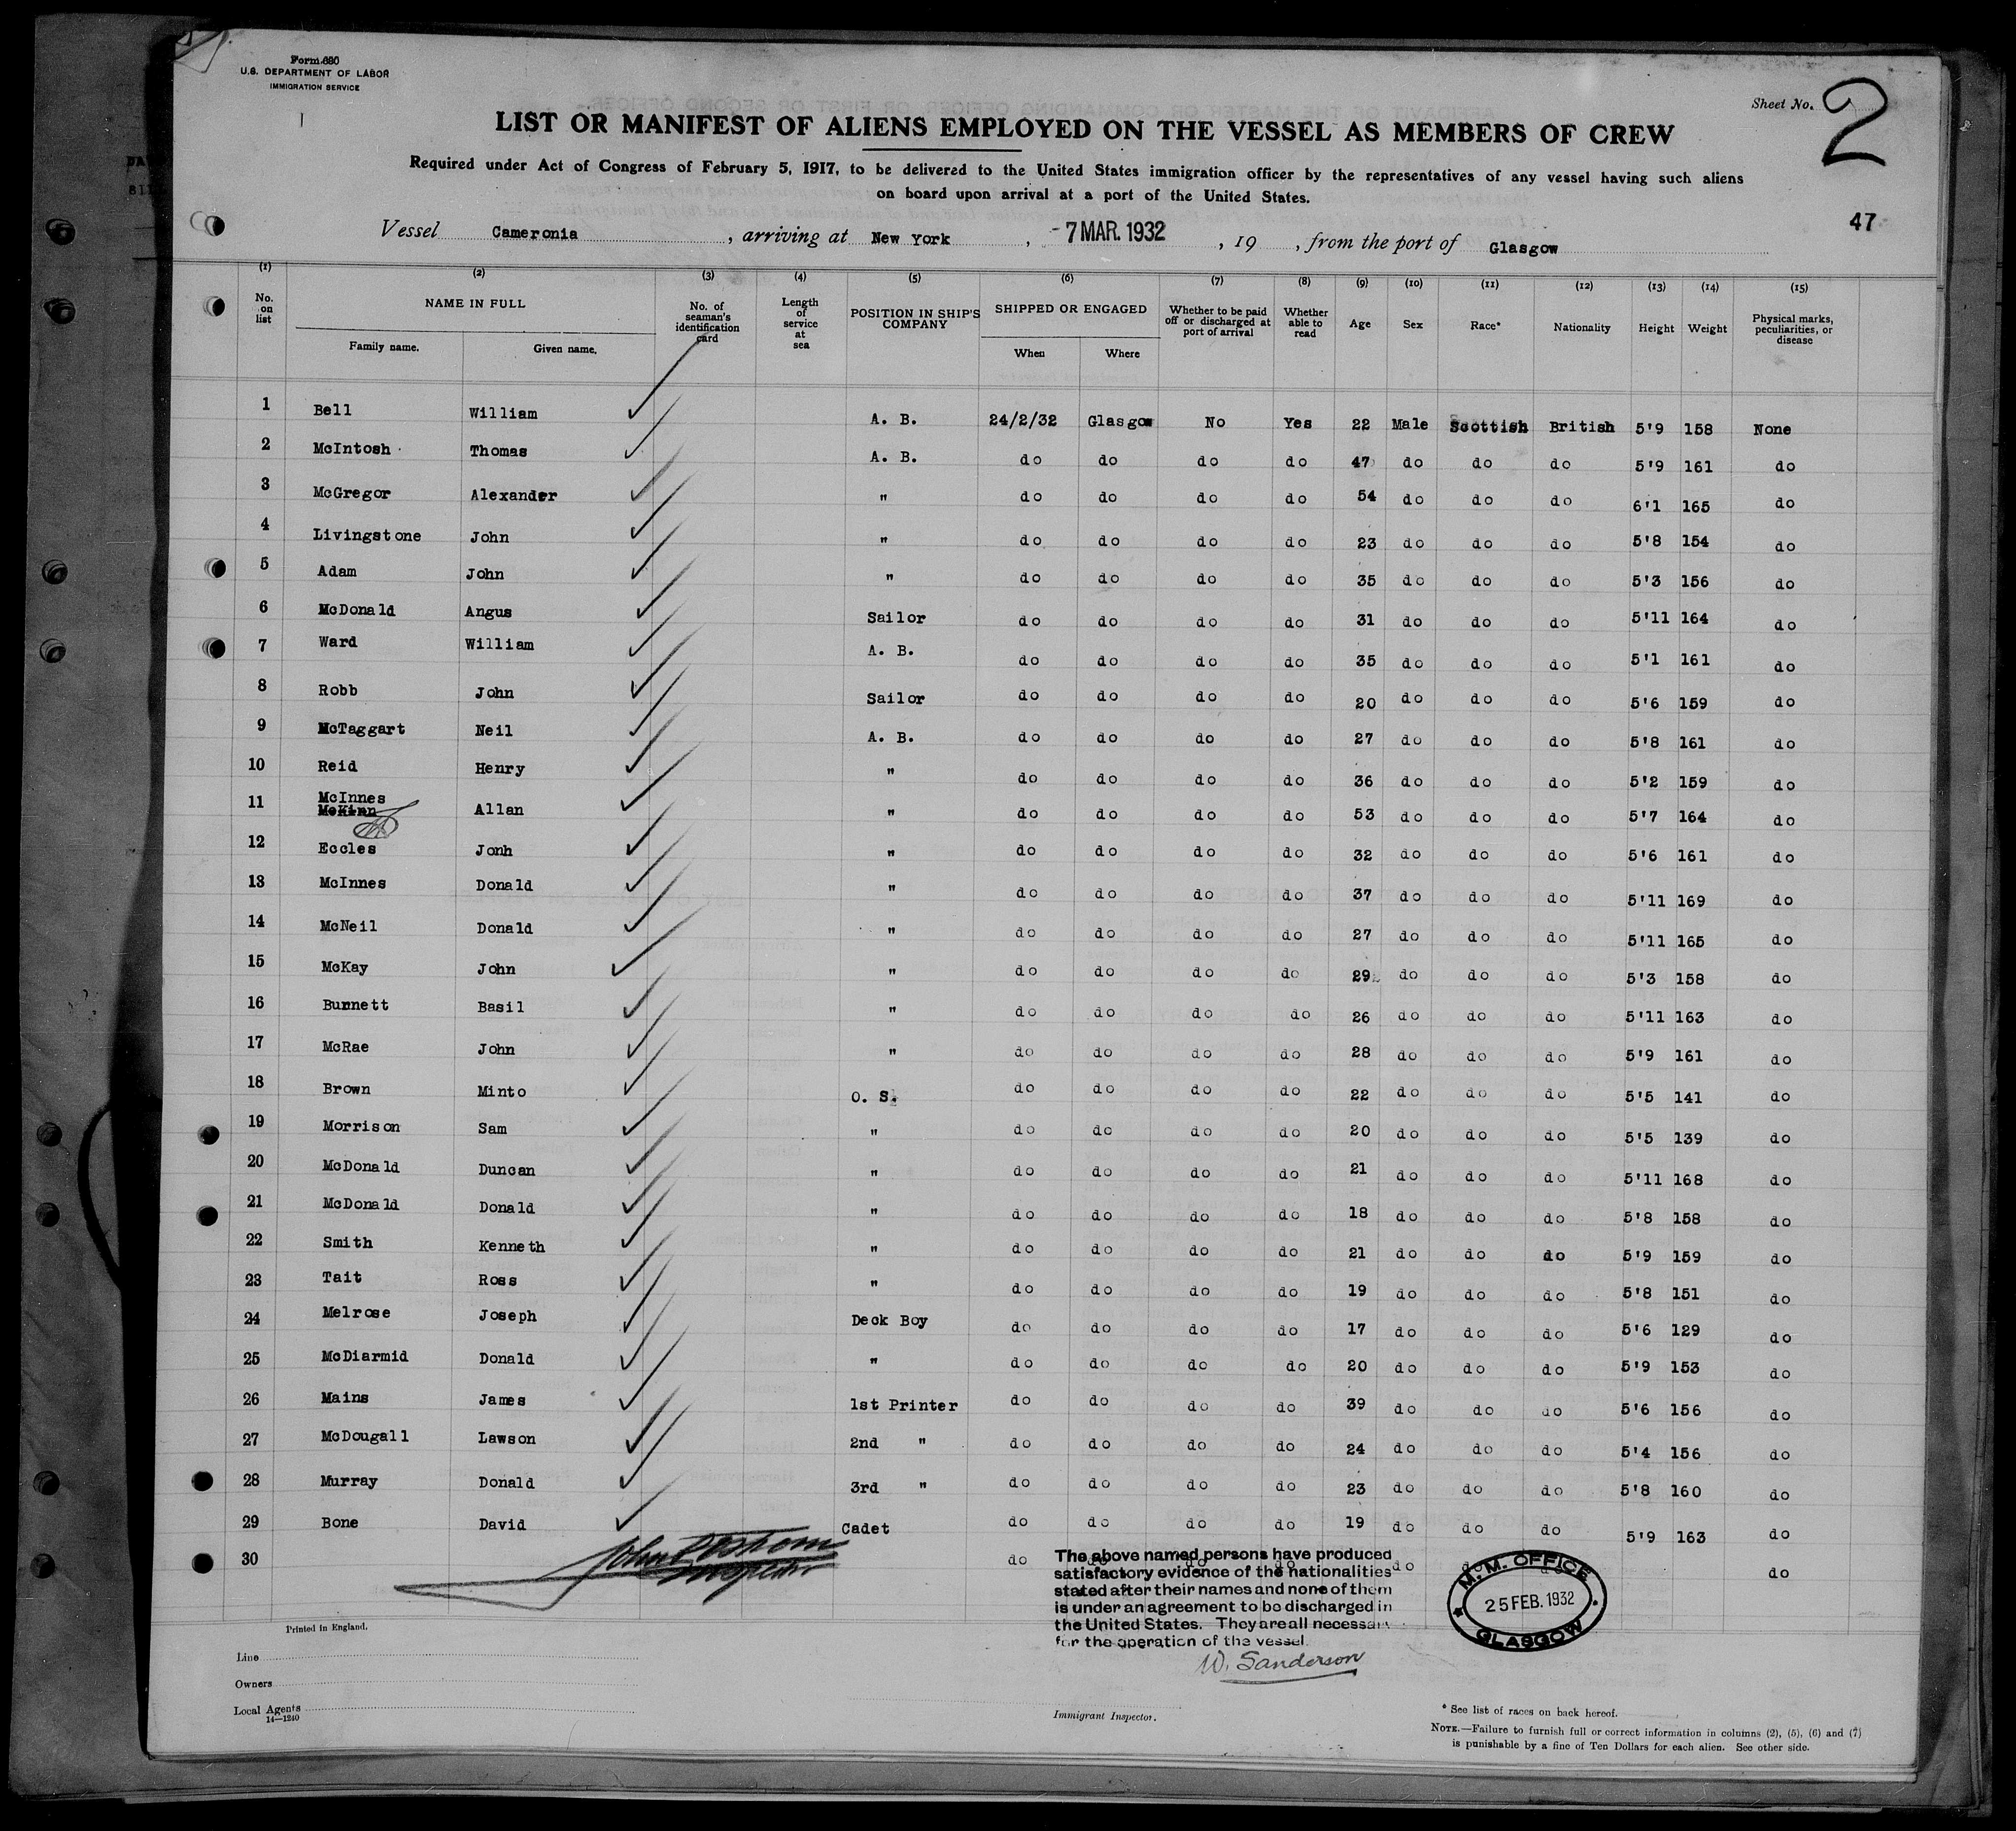 Form 680
U.S. DEPARTMENT OF LABOR
IMMIGRATION SERVICE
Sheet No. 2
LIST OR MANIFEST OF ALIENS EMPLOYED ON THE VESSEL AS MEMBERS OF CREW
Required under Act of Congress of February 5, 1917, to be delivered to the United States immigration officer by the representatives of any vessel having such aliens
on board upon arrival at a port of the United States.
47
Vessel Cameronia, arriving at New York, -7 MAR. 1932, 19 , from the port of Glasgow
(1) (2) (3) (4) (5) (6) (7) (8) (9) (10) (11) (12) (13) (14) (15)
No. on list NAME IN FULL Family name. Given name. No. of seaman's identification card Length of service at sea POSITION IN SHIP'S COMPANY SHIPPED OR ENGAGED When Where Whether to be paid off or discharged at port of arrival Whether able to read Age Sex Race* Nationality Height Weight Physical marks, peculiarities, or disease
1 Bell William A. B. 24/2/32 Glasgow No Yes 22 Male Scottish British 5'9 158 None
2 McIntosh Thomas A. B. do do do do 47 do do do 5'9 161 do
3 McGregor Alexander " do do do do 54 do do do 6'1 165 do
4 Livingstone John " do do do do 23 do do do 5'8 154 do
5 Adam John " do do do do 35 do do do 5'3 156 do
6 McDonald Angus Sailor do do do do 31 do do do 5'11 164 do
7 Ward William A. B. do do do do 35 do do do 5'1 161 do
8 Robb John Sailor do do do do 20 do do do 5'6 159 do
9 McTaggart Neil A. B. do do do do 27 do do do 5'8 161 do
10 Reid Henry " do do do do 36 do do do 5'2 159 do
11 McInnes McKinn Allan " do do do do 53 do do do 5'7 164 do
12 Eccles Jonh " do do do do 32 do do do 5'6 161 do
13 McInnes Donald " do do do do 37 do do do 5'11 169 do
14 McNeil Donald " do do do do 27 do do do 5'11 165 do
15 McKay John " do do do do 29 do do do 5'3 158 do
16 Bunnett Basil " do do do do 26 do do do 5'11 163 do
17 McRae John " do do do do 28 do do do 5'9 161 do
18 Brown Minto O. S. do do do do 22 do do do 5'5 141 do
19 Morrison Sam " do do do do 20 do do do 5'5 139 do
20 McDonald Duncan " do do do do 21 do do do 5'11 168 do
21 McDonald Donald " do do do do 18 do do do 5'8 158 do
22 Smith Kenneth " do do do do 21 do do do 5'9 159 do
23 Tait Ross " do do do do 19 do do do 5'8 151 do
24 Melrose Joseph Deck Boy do do do do 17 do do do 5'6 129 do
25 McDiarmid Donald " do do do do 20 do do do 5'9 153 do
26 Mains James 1st Printer do do do do 39 do do do 5'6 156 do
27 McDougall Lawson 2nd " do do do do 24 do do do 5'4 156 do
28 Murray Donald 3rd " do do do do 23 do do do 5'8 160 do
29 Bone David Cadet do do do do 19 do do do 5'9 163 do
30 do do do do do do do do
John Inspector
The above named persons have produced
satisfactory evidence of the nationalities
stated after their names and none of them
is under an agreement to be discharged in
the United States. They are all necessary
for the operation of the vessel.
W. Sanderson
M. M. OFFICE
25 FEB. 1932
GLASGOW
Printed in England.
Line
Owners
Local Agents
14—1240
Immigrant Inspector.
* See list of races on back hereof.
NOTE.—Failure to furnish full or correct information in columns (2), (5), (6) and (7)
is punishable by a fine of Ten Dollars for each alien. See other side.